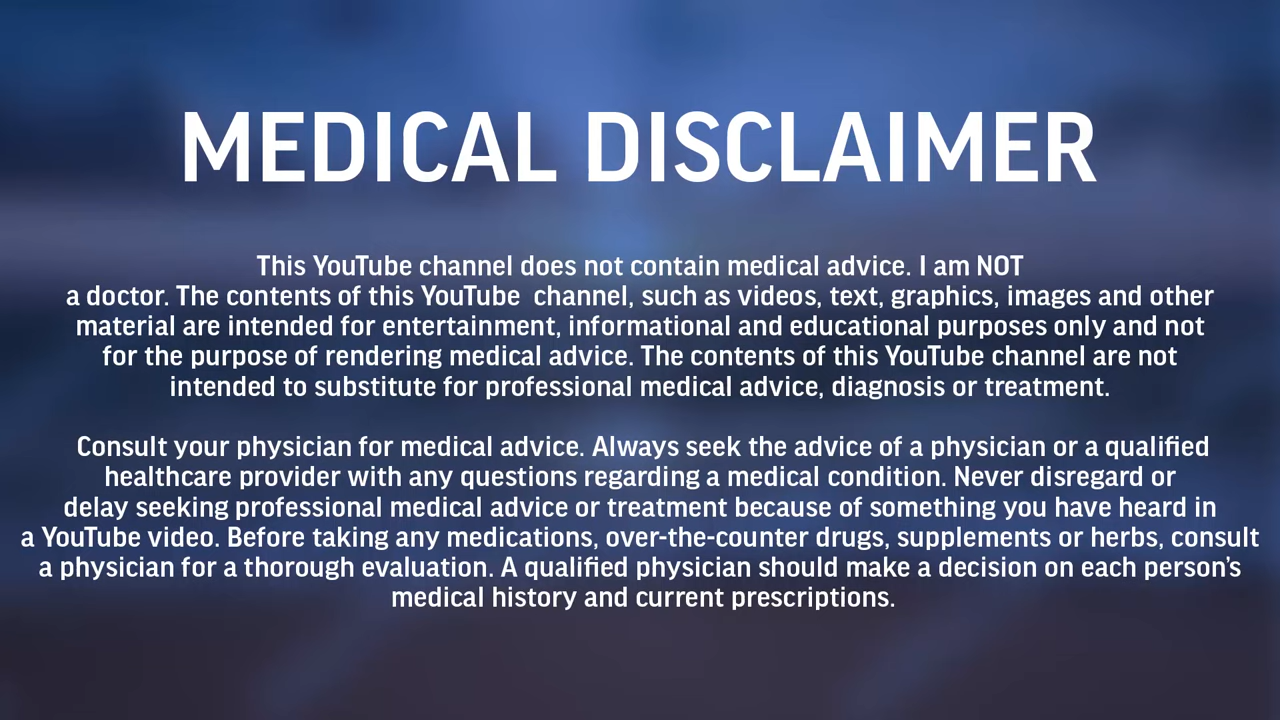 MEDICAL DISCLAIMER
This YouTube channel does not contain medical advice. I am NOT
a doctor. The contents of this YouTube  channel, such as videos, text, graphics, images and other
material are intended for entertainment, informational and educational purposes only and not
for the purpose of rendering medical advice. The contents of this YouTube channel are not
intended to substitute for professional medical advice, diagnosis or treatment.
Consult your physician for medical advice. Always seek the advice of a physician or a qualified
healthcare provider with any questions regarding a medical condition. Never disregard or
delay seeking professional medical advice or treatment because of something you have heard in
a YouTube video. Before taking any medications, over-the-counter drugs, supplements or herbs, consult
a physician for a thorough evaluation. A qualified physician should make a decision on each person’s
medical history and current prescriptions.